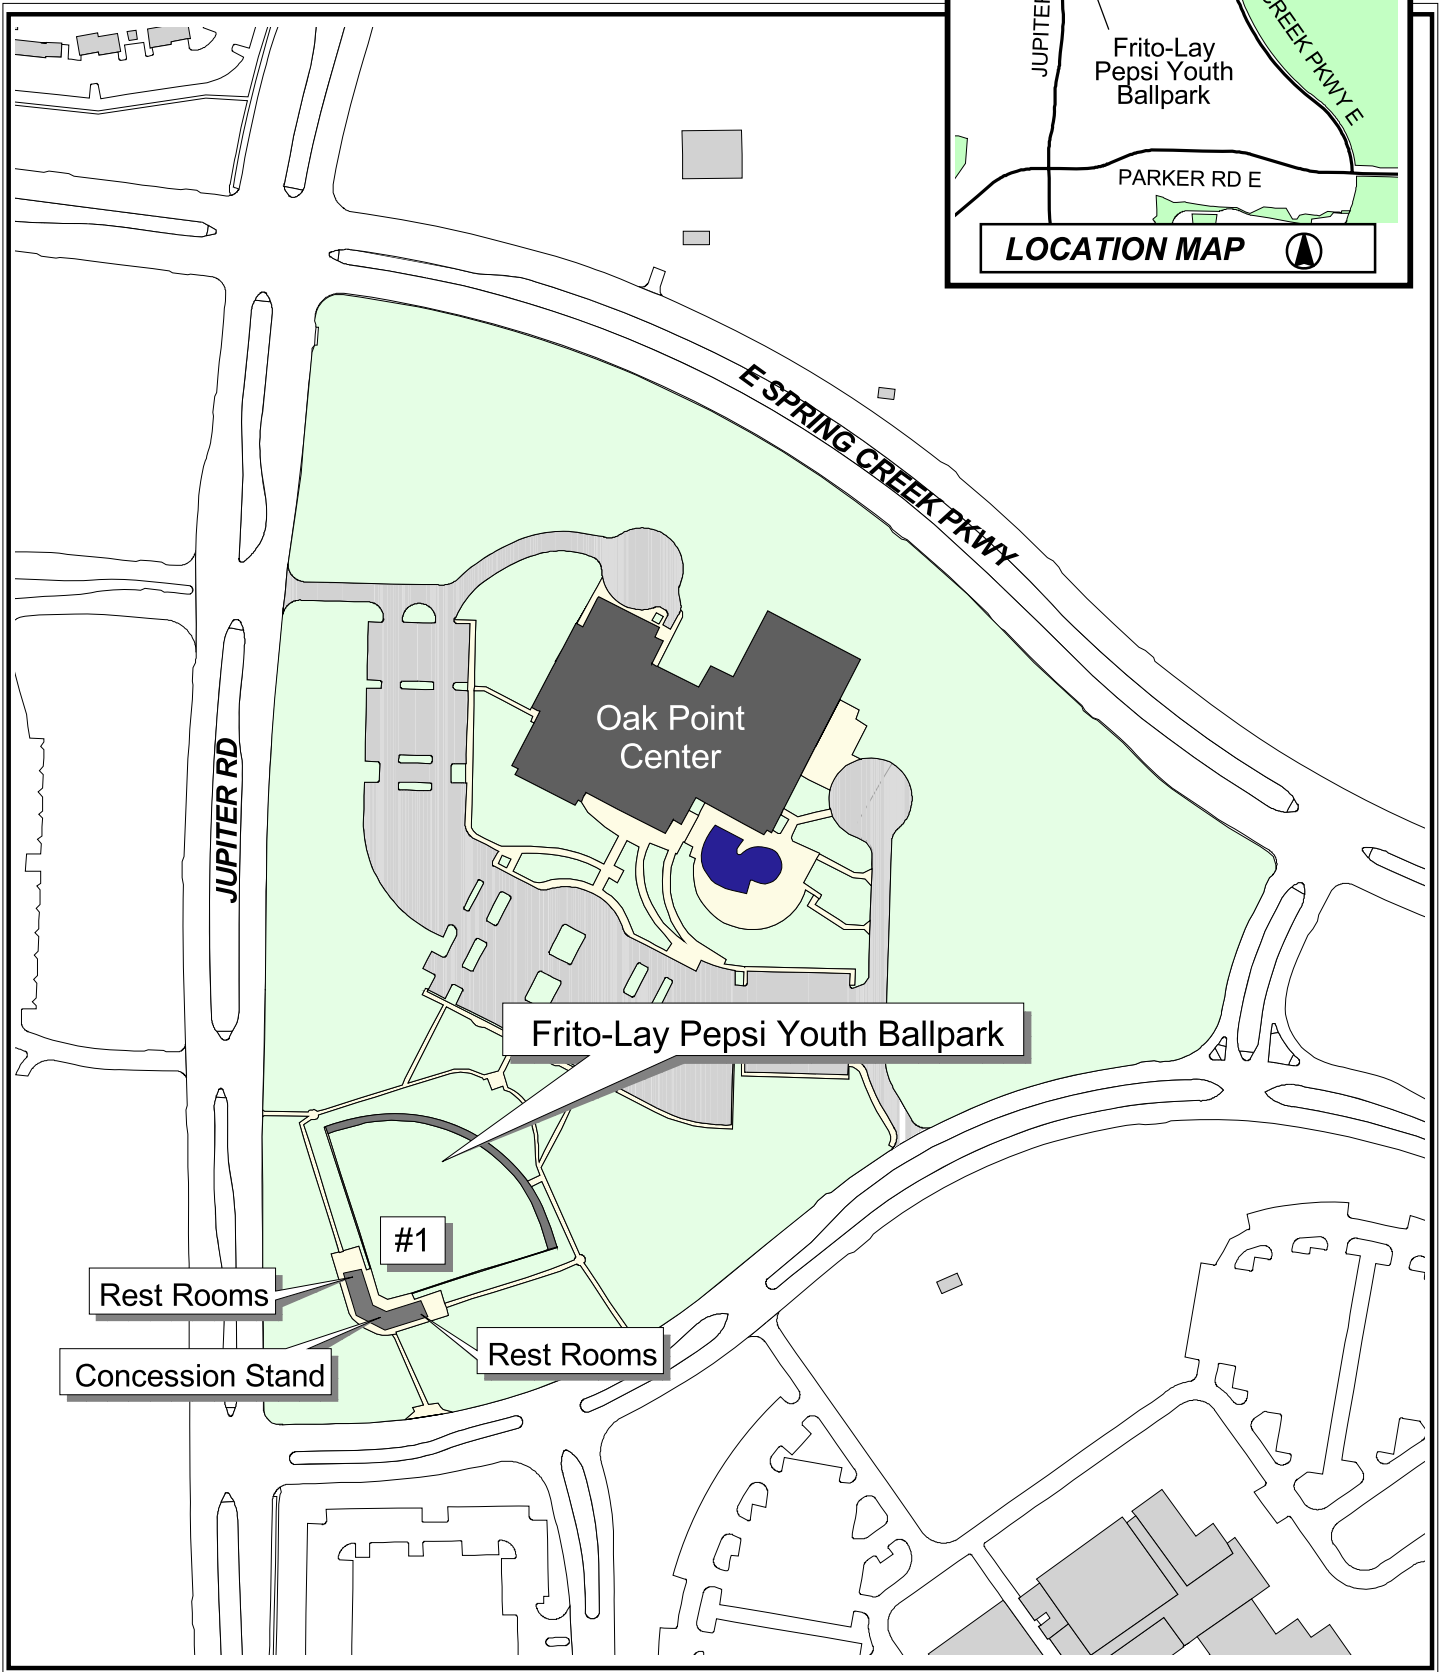 JUPITER
CREEK PKWY E
Frito-Lay
Pepsi Youth
Ballpark
PARKER RD E
LOCATION MAP
E SPRING CREEK PKWY
Oak Point
Center
JUPITER RD
Frito-Lay Pepsi Youth Ballpark
#1
Rest Rooms
Rest Rooms
Concession Stand